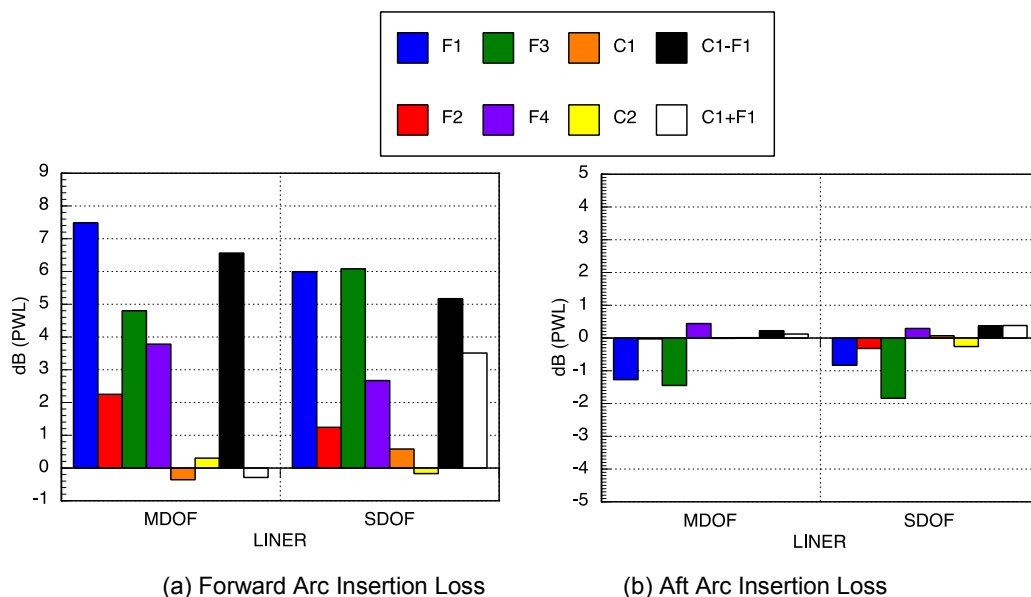 F1 F3 C1 C1-F1
F2 F4 C2 C1+F1
9
8
7
6
5
4
3
2
1
0
-1
dB (PWL)
MDOF SDOF
LINER
(a) Forward Arc Insertion Loss
5
4
3
2
1
0
-1
-2
-3
-4
-5
dB (PWL)
MDOF SDOF
LINER
(b) Aft Arc Insertion Loss